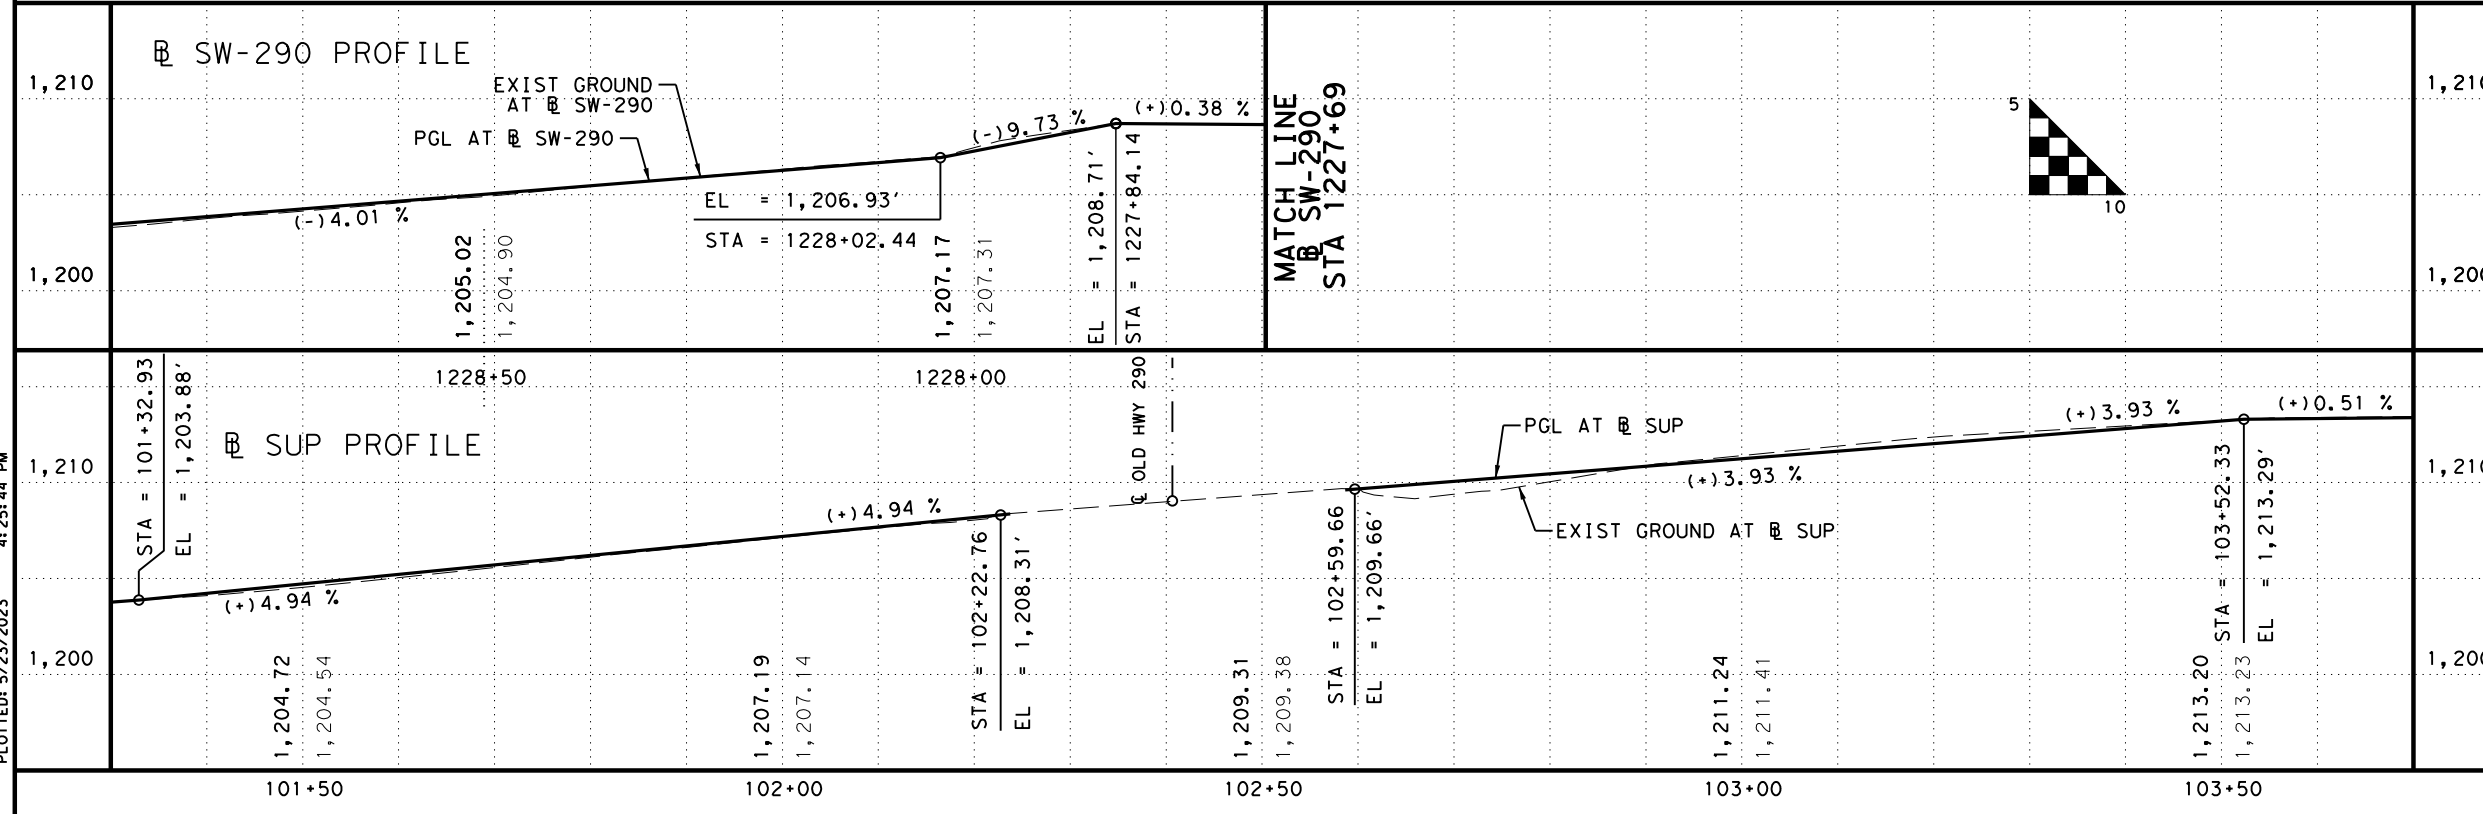 ℄ SW-290 PROFILE
1,210
1,200
EXIST GROUND
AT ℄ SW-290
PGL AT ℄ SW-290
(-)4.01 %
(-)9.73 %
(+)0.38 %
EL = 1,206.93'
STA = 1228+02.44
1,205.02
1,204.90
1,207.17
1,207.31
EL = 1,208.71'
STA = 1227+84.14
MATCH LINE
℄ SW-290
STA 1227+69
5
10
1,210
1,200
1228+50
1228+00
STA = 101+32.93
EL = 1,203.88'
℄ SUP PROFILE
1,210
1,200
(+)4.94 %
(+)4.94 %
℄ OLD HWY 290
PGL AT ℄ SUP
EXIST GROUND AT ℄ SUP
(+)3.93 %
(+)3.93 %
(+)0.51 %
STA = 102+22.76
EL = 1,208.31'
STA = 102+59.66
EL = 1,209.66'
STA = 103+52.33
EL = 1,213.29'
1,204.72
1,204.54
1,207.19
1,207.14
1,209.31
1,209.38
1,211.24
1,211.41
1,213.20
1,213.23
1,210
1,200
101+50
102+00
102+50
103+00
103+50
PLOTTED: 5/23/2023 4:25:44 PM